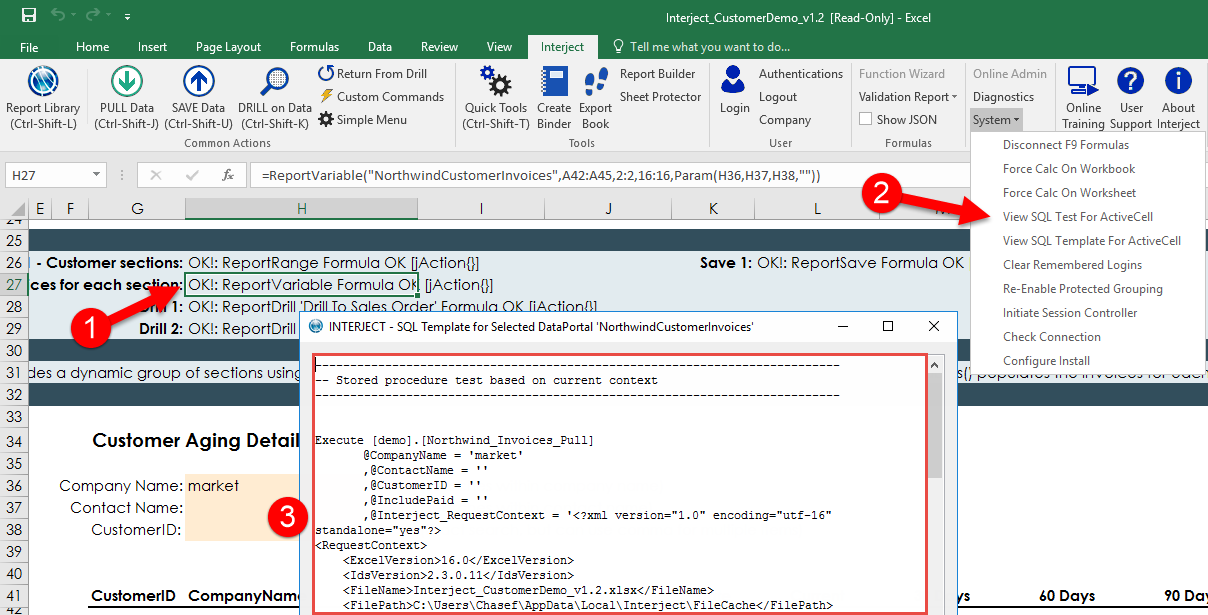 Interject_CustomerDemo_v1.2 [Read-Only] - Excel
File Home Insert Page Layout Formulas Data Review View Interject Tell me what you want to do...
Report Library
(Ctrl-Shift-L)
PULL Data
(Ctrl-Shift-J)
SAVE Data
(Ctrl-Shift-U)
DRILL on Data
(Ctrl-Shift-K)
Return From Drill
Custom Commands
Simple Menu
Common Actions
Quick Tools
(Ctrl-Shift-T)
Create
Binder
Export
Book
Report Builder
Sheet Protector
Tools
Login
Authentications
Logout
Company
User
Function Wizard
Validation Report
Show JSON
Formulas
Online Admin
Diagnostics
System
Online
Training
User
Support
About
Interject
Disconnect F9 Formulas
Force Calc On Workbook
Force Calc On Worksheet
View SQL Test For ActiveCell
View SQL Template For ActiveCell
Clear Remembered Logins
Re-Enable Protected Grouping
Initiate Session Controller
Check Connection
Configure Install
H27 fx =ReportVariable("NorthwindCustomerInvoices",A42:A45,2:2,16:16,Param(H36,H37,H38,""))
2
E F G H I J K L
24
25
26 - Customer sections: OK!: ReportRange Formula OK [jAction{}] Save 1: OK!: ReportSave Formula OK
27 ces for each section: OK!: ReportVariable Formula OK [jAction{}]
28 1: OK!: ReportDrill 'Drill To Sales Order' Formula OK [jAction{}]
29 Drill 2: OK!: ReportDrill
1
30
31 des a dynamic group of sections using s() populates the invoices for each
32
33
34 Customer Aging Detail
35
36 Company Name: market
37 Contact Name:
38 CustomerID:
39
40
41 CustomerID CompanyName ys 60 Days 90 Day
42
3
INTERJECT - SQL Template for Selected DataPortal 'NorthwindCustomerInvoices'
---------------------------------------------------------------------------
-- Stored procedure test based on current context
---------------------------------------------------------------------------
Execute [demo].[Northwind_Invoices_Pull]
@CompanyName = 'market'
,@ContactName = ''
,@CustomerID = ''
,@IncludePaid = ''
,@Interject_RequestContext = '<?xml version="1.0" encoding="utf-16"
standalone="yes"?>
<RequestContext>
<ExcelVersion>16.0</ExcelVersion>
<IdsVersion>2.3.0.11</IdsVersion>
<FileName>Interject_CustomerDemo_v1.2.xlsx</FileName>
<FilePath>C:\Users\Chasef\AppData\Local\Interject\FileCache</FilePath>